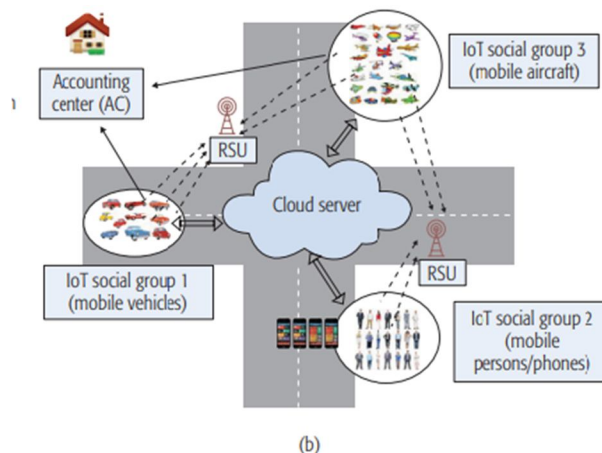 IoT social group 3
(mobile aircraft)
Accounting
center (AC)
n
RSU
Cloud server
RSU
IoT social group 1
(mobile vehicles)
IoT social group 2
(mobile
persons/phones)
(b)